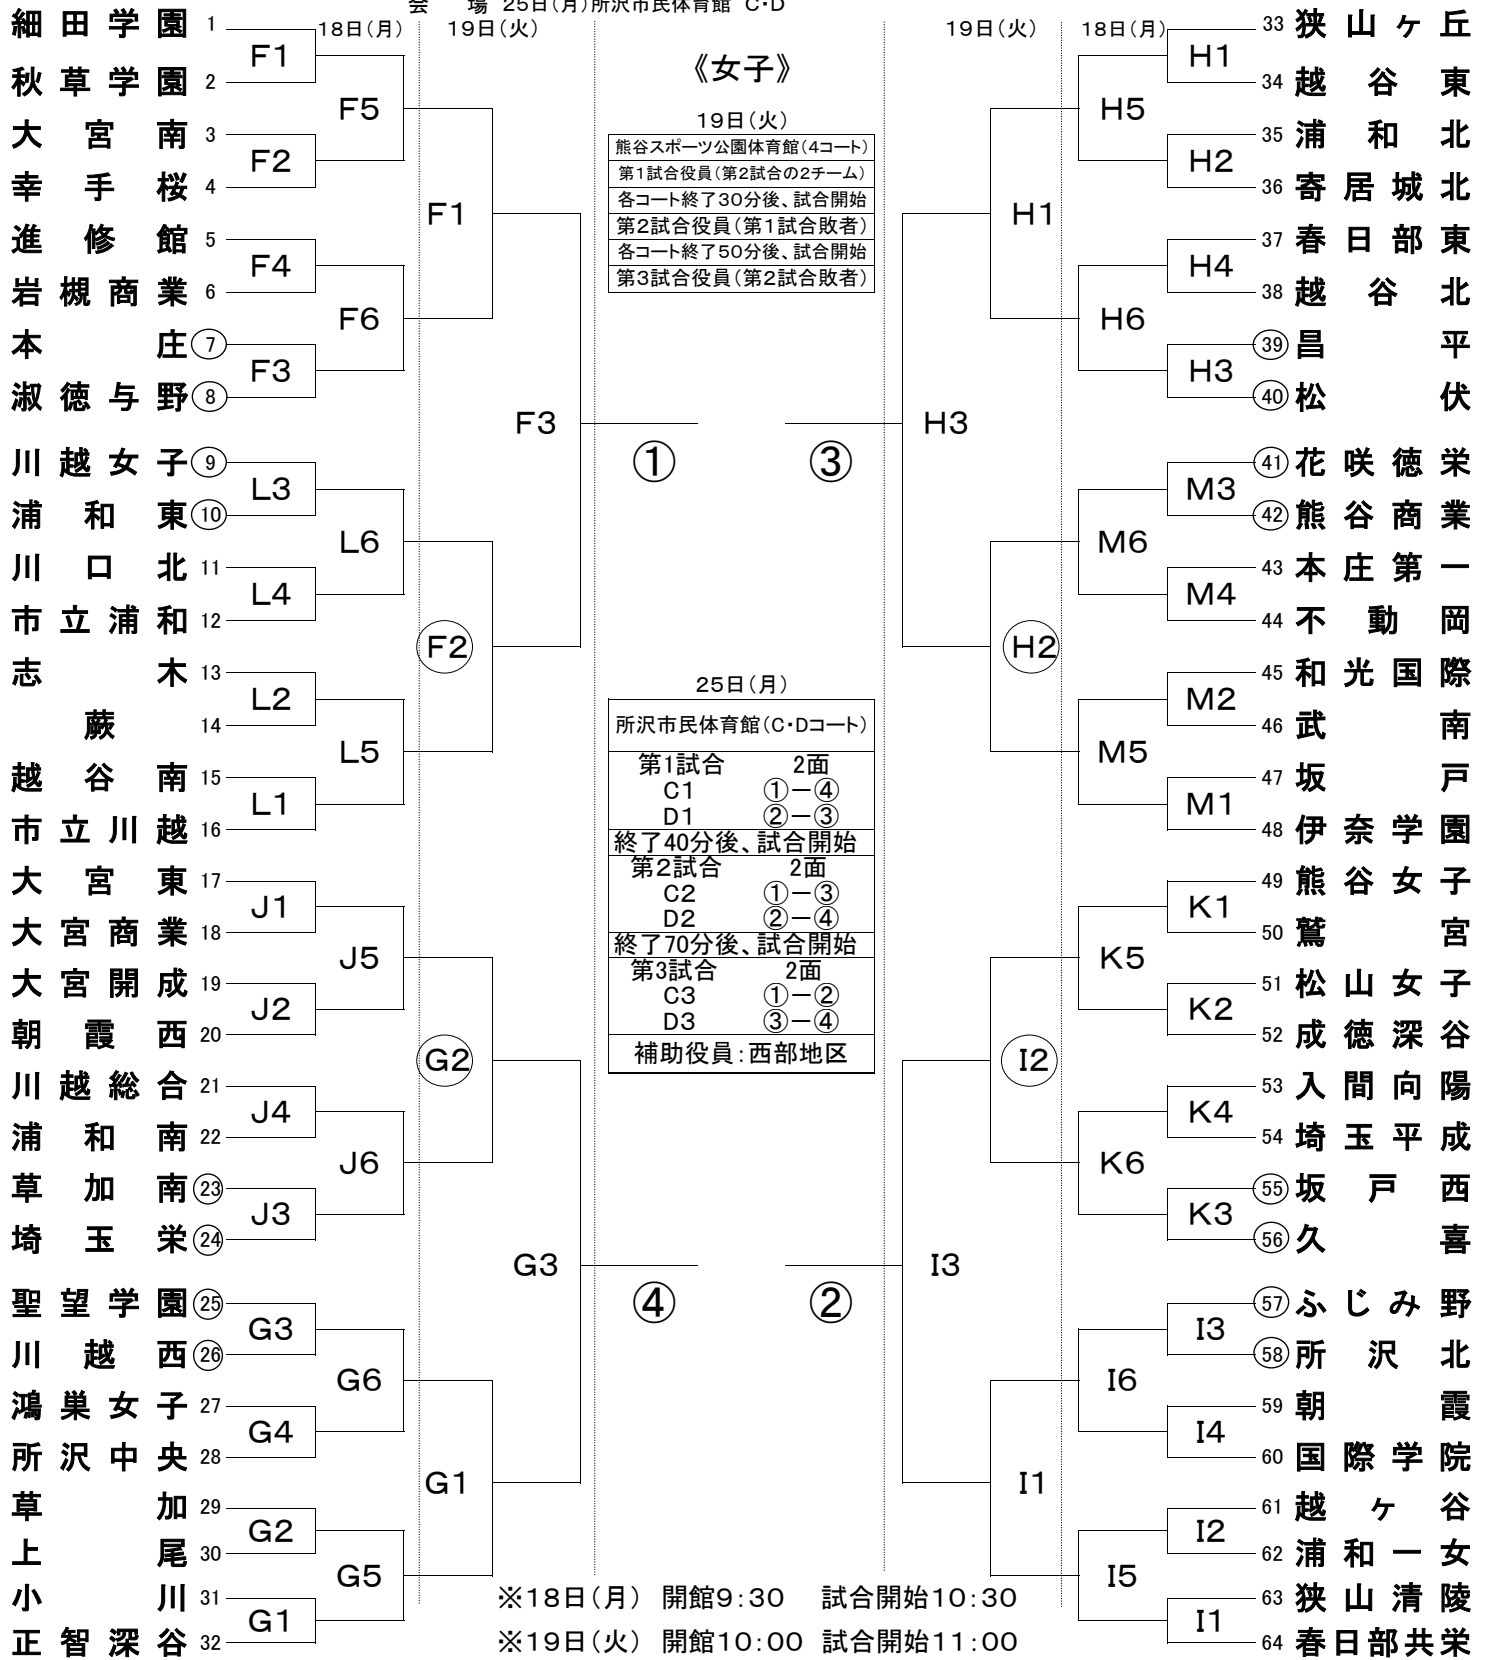 会 場 25日(月)所沢市民体育館 C・D
18日(月) 19日(火)
19日(火) 18日(月)
《女子》
細田学園 1
秋草学園 2
大宮南 3
幸手桜 4
進修館 5
岩槻商業 6
本庄 ⑦
淑徳与野 ⑧
川越女子 ⑨
浦和東 ⑩
川口北 11
市立浦和 12
志木 13
蕨 14
越谷南 15
市立川越 16
大宮東 17
大宮商業 18
大宮開成 19
朝霞西 20
川越総合 21
浦和南 22
草加南 ㉓
埼玉栄 ㉔
聖望学園 ㉕
川越西 ㉖
鴻巣女子 27
所沢中央 28
草加 29
上尾 30
小川 31
正智深谷 32
F1
F2
F4
F3
L3
L4
L2
L1
J1
J2
J4
J3
G3
G4
G2
G1
F5
F6
L6
L5
J5
J6
G6
G5
F1
F2
G2
G1
F3
G3
①
④
19日(火)
熊谷スポーツ公園体育館(4コート)
第1試合役員(第2試合の2チーム)
各コート終了30分後、試合開始
第2試合役員(第1試合敗者)
各コート終了50分後、試合開始
第3試合役員(第2試合敗者)
25日(月)
所沢市民体育館(C・Dコート)
第1試合 2面
C1 ①－④
D1 ②－③
終了40分後、試合開始
第2試合 2面
C2 ①－③
D2 ②－④
終了70分後、試合開始
第3試合 2面
C3 ①－②
D3 ③－④
補助役員:西部地区
③
②
H3
I3
H1
H2
I2
I1
H5
H6
M6
M5
K5
K6
I6
I5
H1
H2
H4
H3
M3
M4
M2
M1
K1
K2
K4
K3
I3
I4
I2
I1
33 狭山ヶ丘
34 越谷東
35 浦和北
36 寄居城北
37 春日部東
38 越谷北
㊴ 昌平
㊵ 松伏
㊶ 花咲徳栄
㊷ 熊谷商業
43 本庄第一
44 不動岡
45 和光国際
46 武南
47 坂戸
48 伊奈学園
49 熊谷女子
50 鷲宮
51 松山女子
52 成徳深谷
53 入間向陽
54 埼玉平成
55 坂戸西
56 久喜
57 ふじみ野
58 所沢北
59 朝霞
60 国際学院
61 越ヶ谷
62 浦和一女
63 狭山清陵
64 春日部共栄
※18日(月) 開館9:30 試合開始10:30
※19日(火) 開館10:00 試合開始11:00